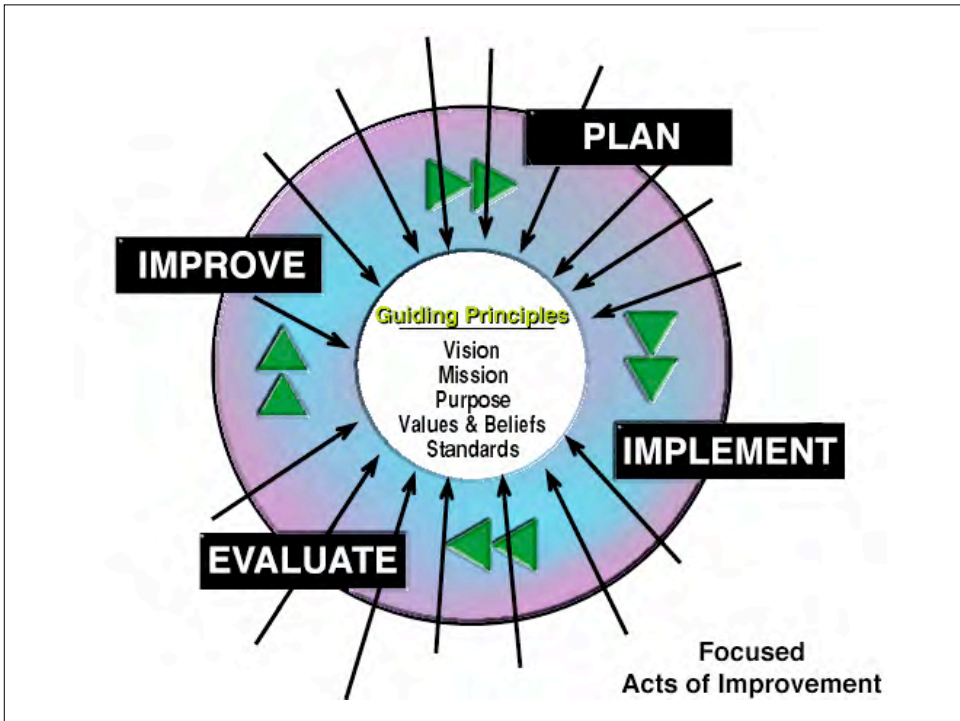 PLAN
IMPROVE
Guiding Principles
Vision
Mission
Purpose
Values & Beliefs
Standards
IMPLEMENT
EVALUATE
Focused
Acts of Improvement